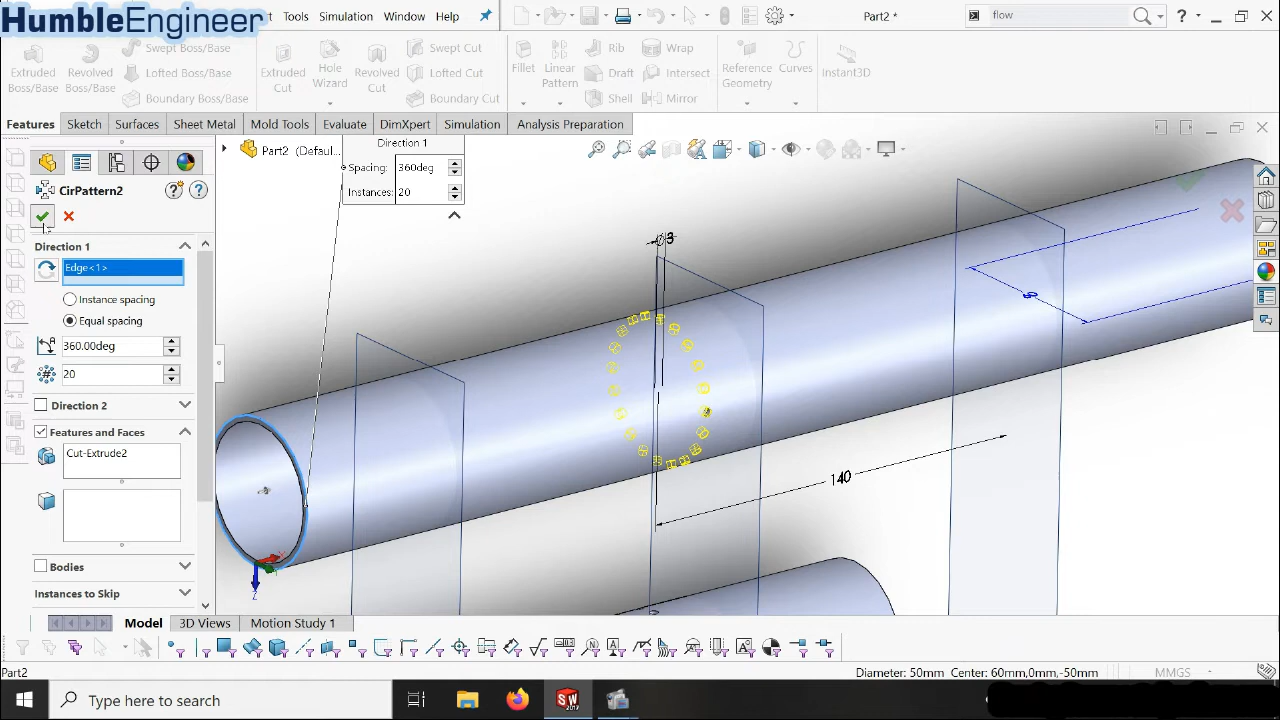 HumbleEngineer
Tools Simulation Window Help
Part2 *
flow
Extruded Boss/Base
Revolved Boss/Base
Swept Boss/Base
Lofted Boss/Base
Boundary Boss/Base
Extruded Cut
Hole Wizard
Revolved Cut
Swept Cut
Lofted Cut
Boundary Cut
Fillet
Linear Pattern
Rib
Draft
Shell
Wrap
Intersect
Mirror
Reference Geometry
Curves
Instant3D
Features Sketch Surfaces Sheet Metal Mold Tools Evaluate DimXpert Simulation Analysis Preparation
Part2 (Defaul...
Direction 1
Spacing: 360deg
Instances: 20
CirPattern2
Direction 1
Edge<1>
Instance spacing
Equal spacing
360.00deg
20
Direction 2
Features and Faces
Cut-Extrude2
Bodies
Instances to Skip
140
Model 3D Views Motion Study 1
Part2
Diameter: 50mm Center: 60mm,0mm,-50mm
MMGS
Type here to search